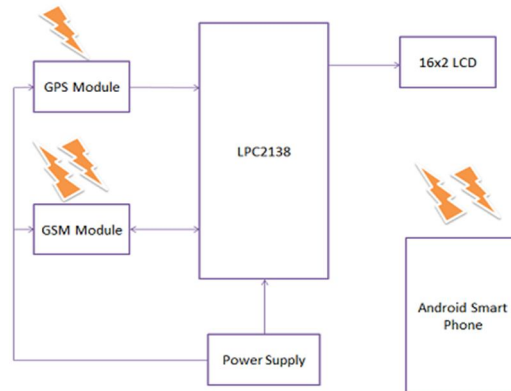 GPS Module
LPC2138
16x2 LCD
GSM Module
Android Smart
Phone
Power Supply